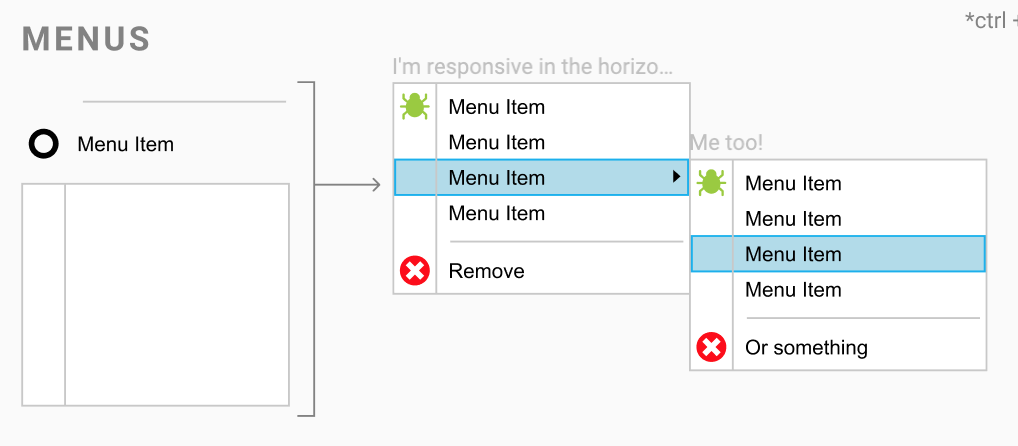 MENUS
*ctrl +
Menu Item
I'm responsive in the horizo...
Menu Item
Menu Item
Menu Item
Menu Item
Remove
Me too!
Menu Item
Menu Item
Menu Item
Menu Item
Or something